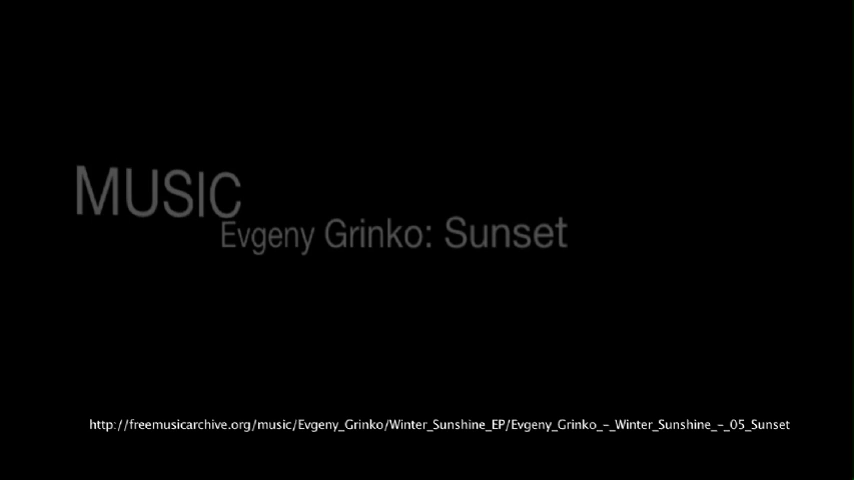 MUSIC
Evgeny Grinko: Sunset
http://freemusicarchive.org/music/Evgeny_Grinko/Winter_Sunshine_EP/Evgeny_Grinko_-_Winter_Sunshine_-_05_Sunset